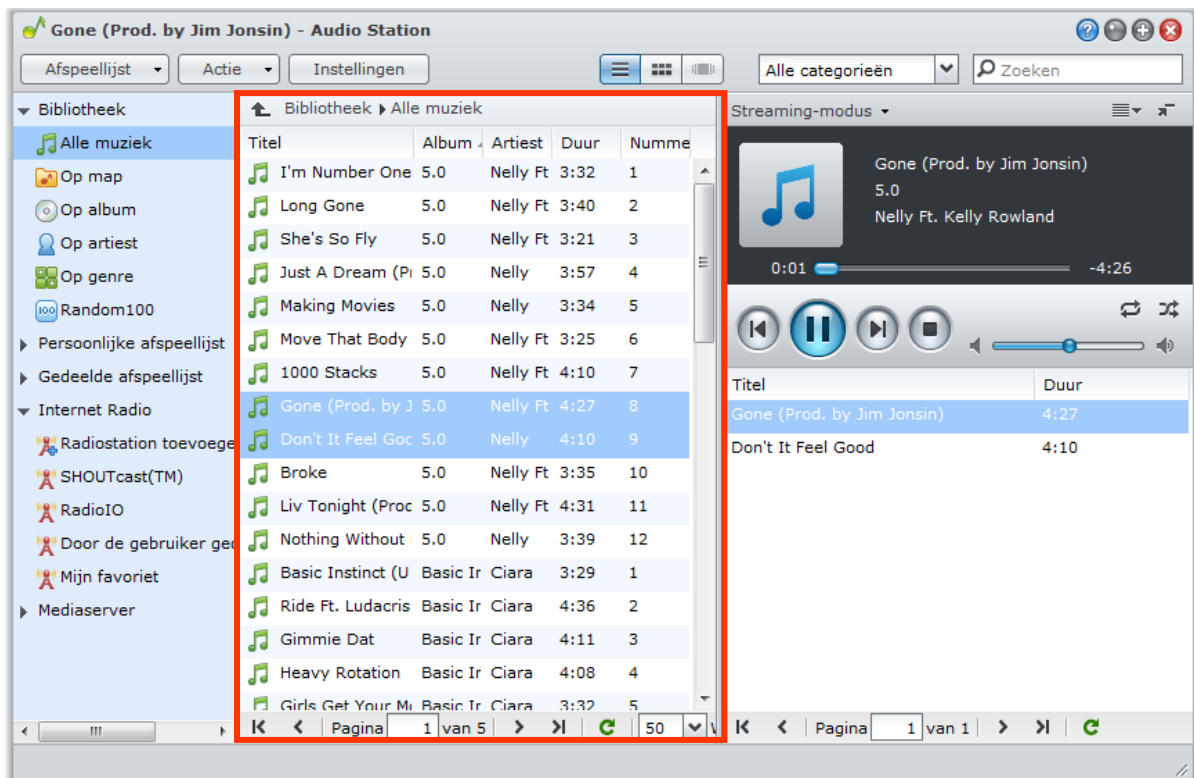 Gone (Prod. by Jim Jonsin) - Audio Station
Afspeellijst Actie Instellingen Alle categorieën Zoeken
Bibliotheek
Alle muziek
Op map
Op album
Op artiest
Op genre
100 Random100
Persoonlijke afspeellijst
Gedeelde afspeellijst
Internet Radio
Radiostation toevoege
SHOUTcast(TM)
RadioIO
Door de gebruiker ged
Mijn favoriet
Mediaserver
Bibliotheek Alle muziek
Titel Album Artiest Duur Numme
I'm Number One 5.0 Nelly Ft 3:32 1
Long Gone 5.0 Nelly Ft 3:40 2
She's So Fly 5.0 Nelly Ft 3:21 3
Just A Dream (Pr 5.0 Nelly 3:57 4
Making Movies 5.0 Nelly 3:34 5
Move That Body 5.0 Nelly Ft 3:25 6
1000 Stacks 5.0 Nelly Ft 4:10 7
Gone (Prod. by J 5.0 Nelly Ft 4:27 8
Don't It Feel Goo 5.0 Nelly 4:10 9
Broke 5.0 Nelly Ft 3:35 10
Liv Tonight (Proc 5.0 Nelly Ft 4:31 11
Nothing Without 5.0 Nelly 3:39 12
Basic Instinct (U Basic Ir Ciara 3:29 1
Ride Ft. Ludacris Basic Ir Ciara 4:36 2
Gimmie Dat Basic Ir Ciara 4:11 3
Heavy Rotation Basic Ir Ciara 4:08 4
Girls Get Your Mo Basic Ir Ciara 3:32 5
Pagina 1 van 5 50
Streaming-modus
Gone (Prod. by Jim Jonsin)
5.0
Nelly Ft. Kelly Rowland
0:01 -4:26
Titel Duur
Gone (Prod. by Jim Jonsin) 4:27
Don't It Feel Good 4:10
Pagina 1 van 1